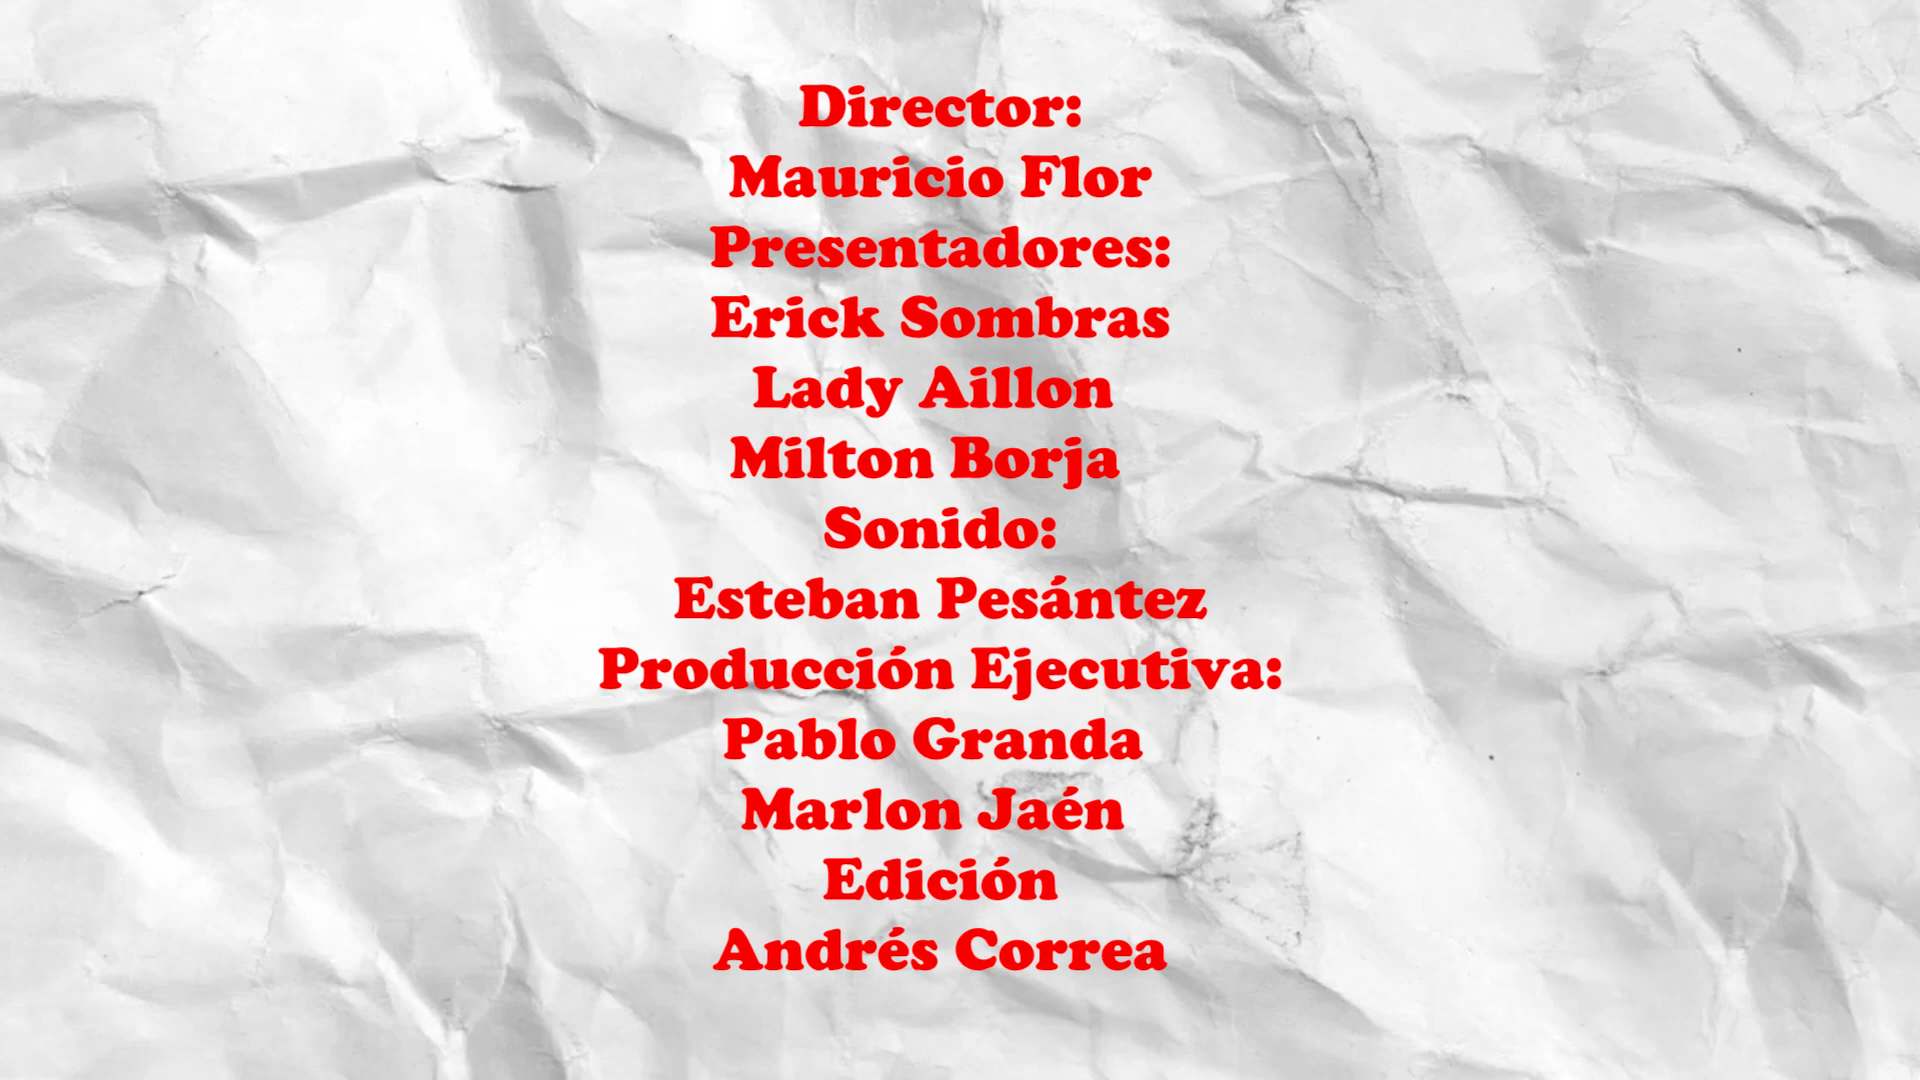 Director:
Mauricio Flor
Presentadores:
Erick Sombras
Lady Aillon
Milton Borja
Sonido:
Esteban Pesántez
Producción Ejecutiva:
Pablo Granda
Marlon Jaén
Edición
Andrés Correa